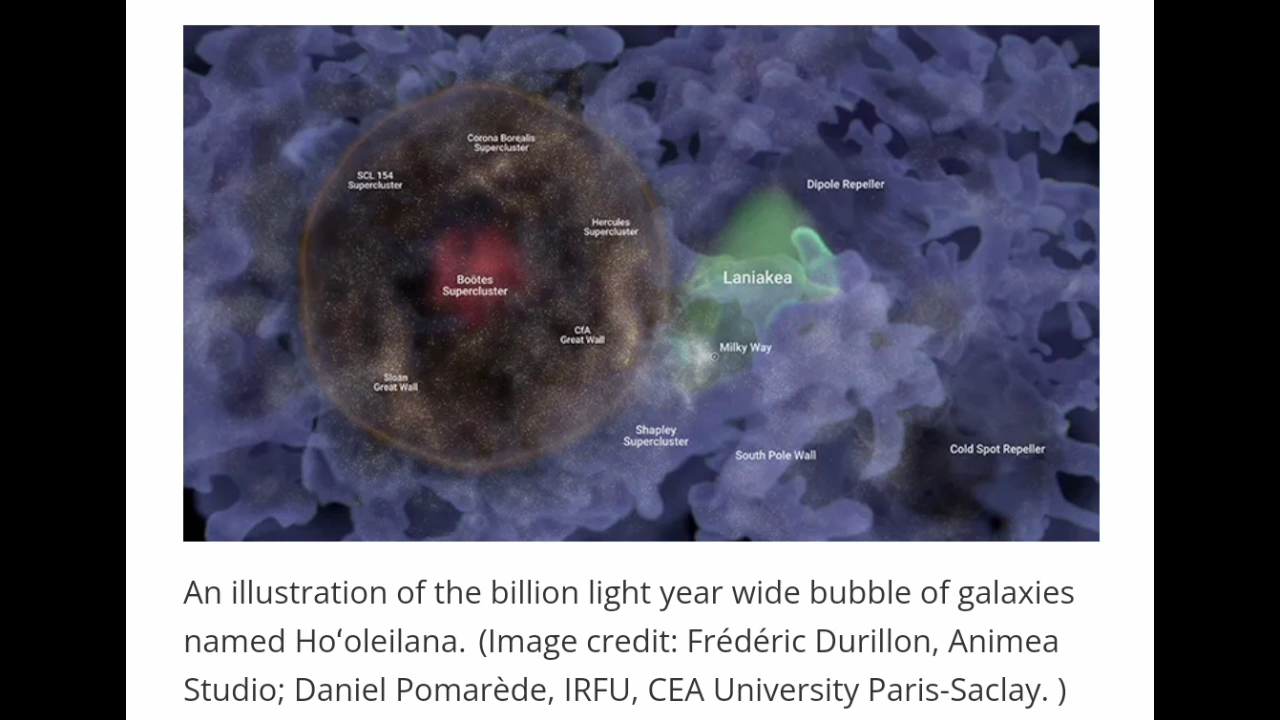 Corona Borealis
Supercluster
SCL 154
Supercluster
Dipole Repeller
Hercules
Supercluster
Laniakea
Boötes
Supercluster
CfA
Great Wall
Milky Way
Sloan
Great Wall
Shapley
Supercluster
South Pole Wall
Cold Spot Repeller
An illustration of the billion light year wide bubble of galaxies
named Hoʻoleilana. (Image credit: Frédéric Durillon, Animea
Studio; Daniel Pomarède, IRFU, CEA University Paris-Saclay. )